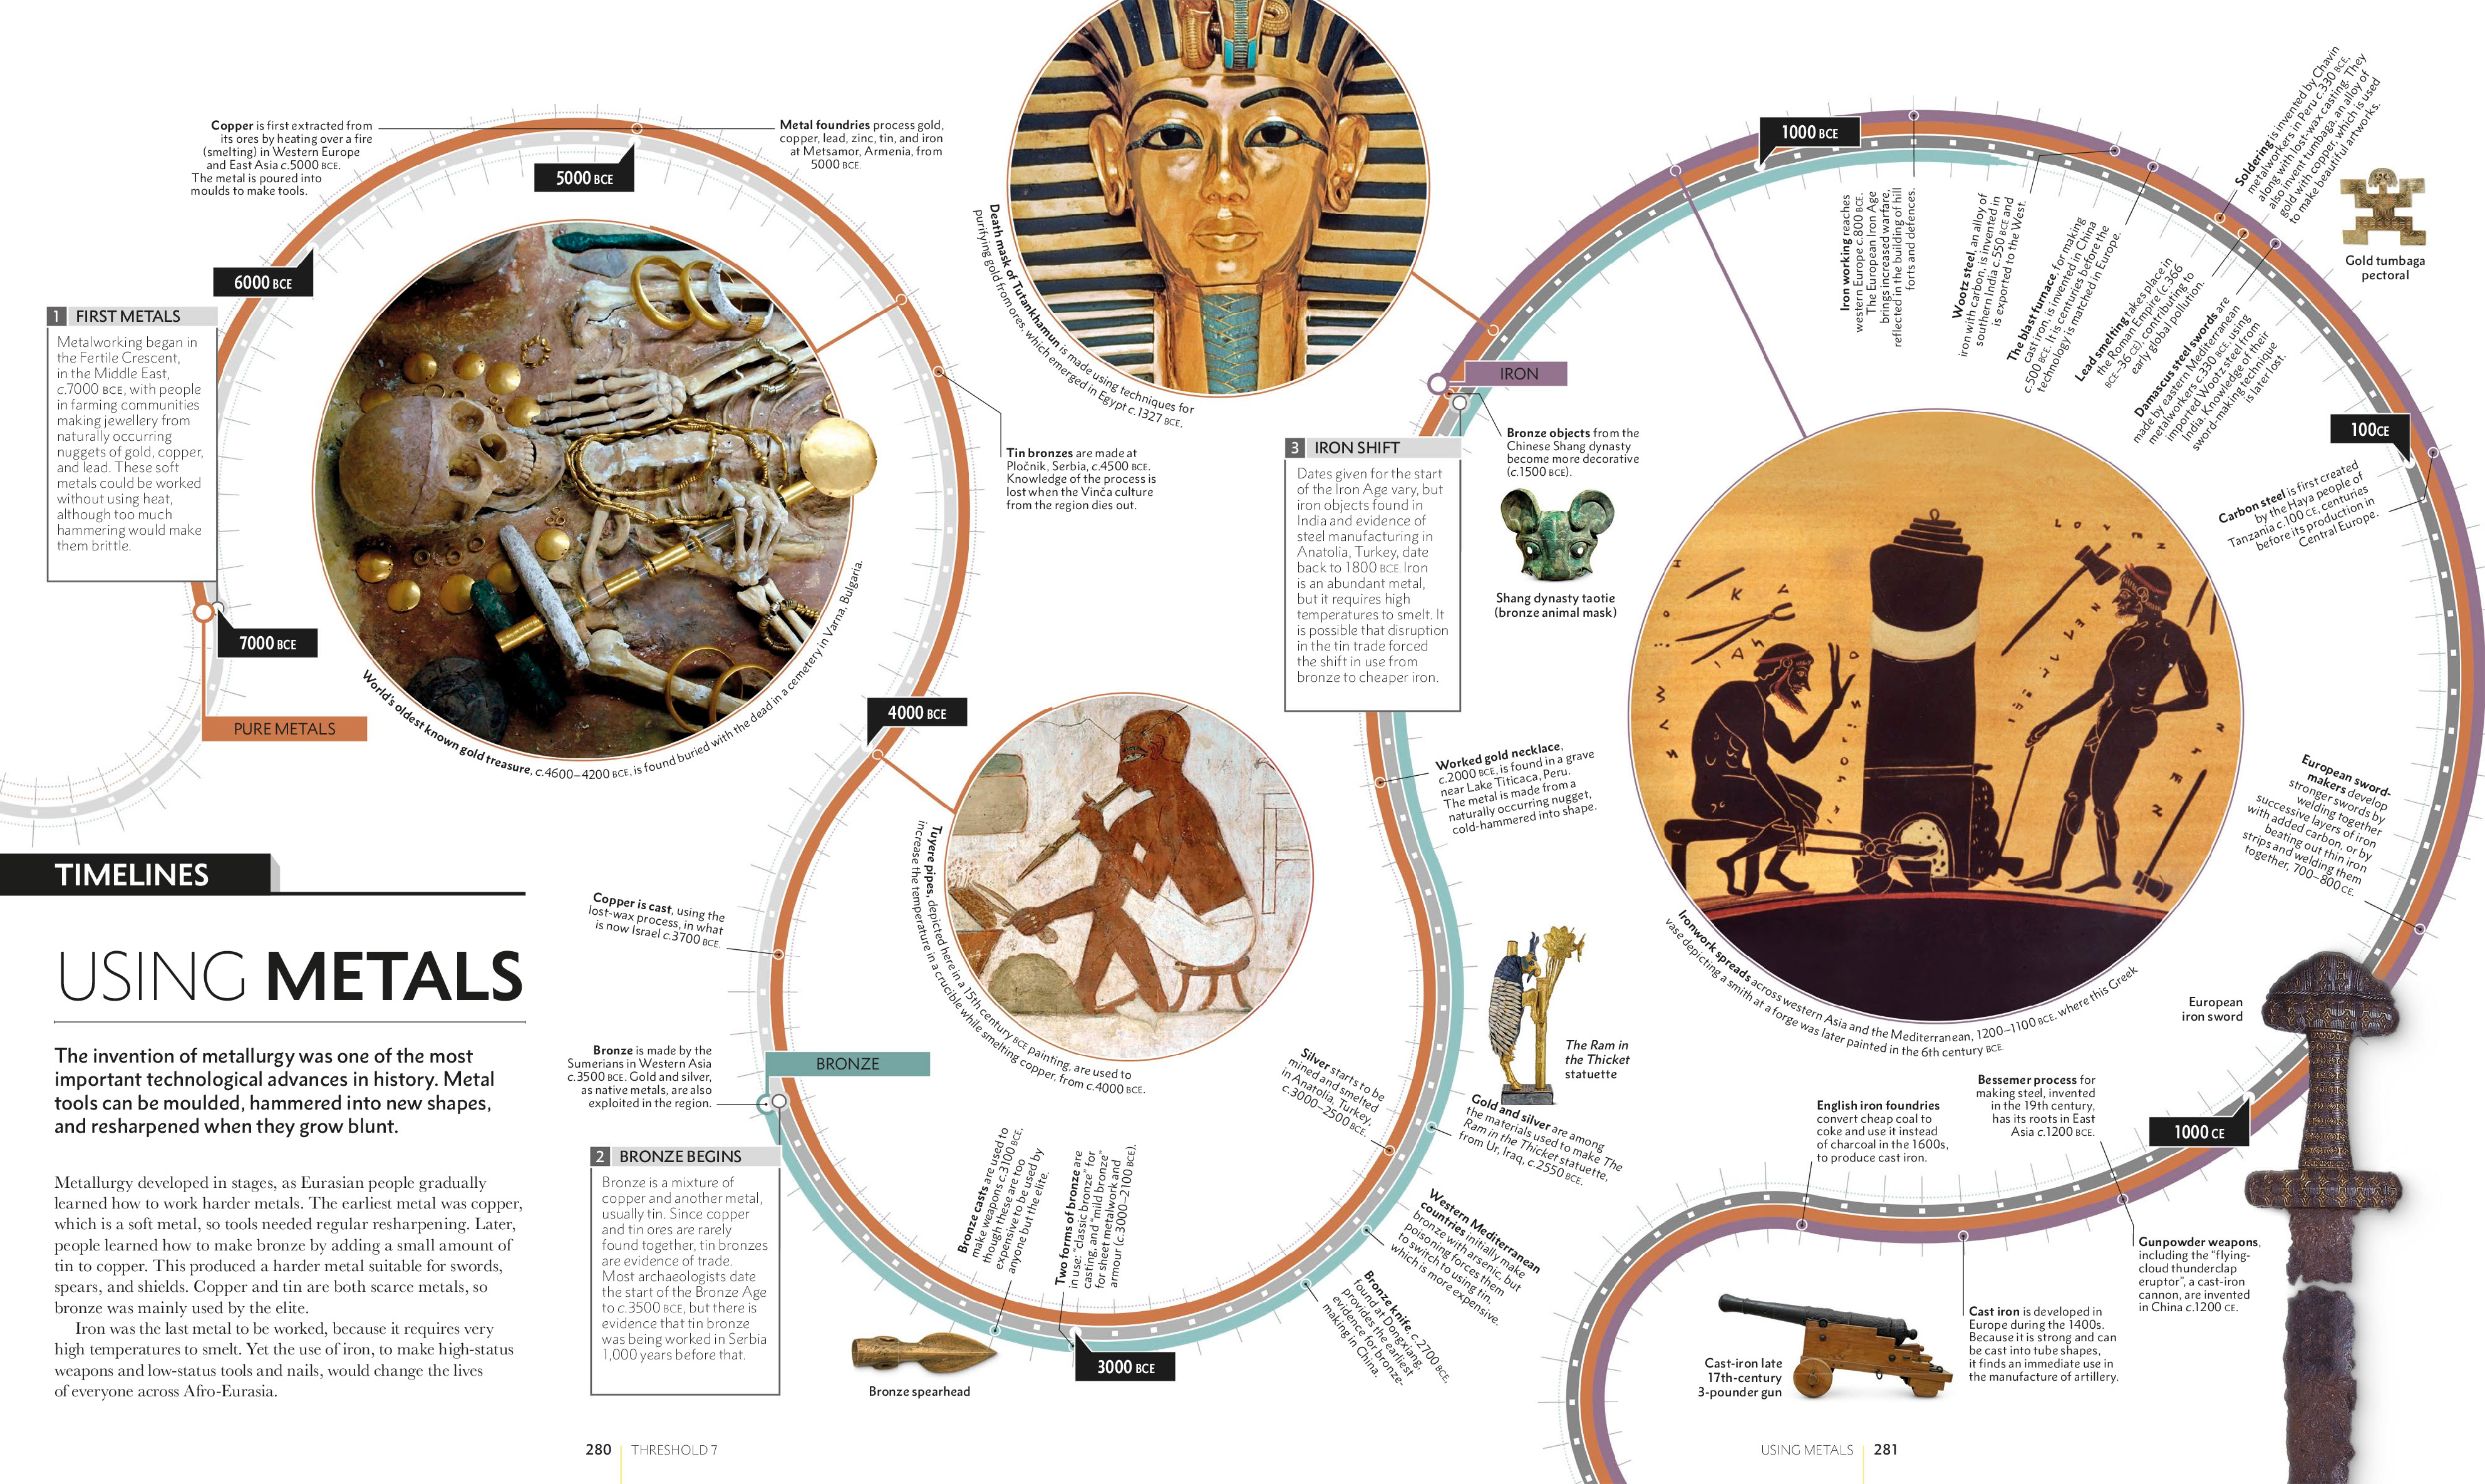 Copper is first extracted from
its ores by heating over a fire
(smelting) in Western Europe
and East Asia c.5000 BCE.
The metal is poured into
moulds to make tools.
5000 BCE
Metal foundries process gold,
copper, lead, zinc, tin, and iron
at Metsamor, Armenia, from
5000 BCE.
6000 BCE
1 FIRST METALS
Metalworking began in
the Fertile Crescent,
in the Middle East,
c.7000 BCE, with people
in farming communities
making jewellery from
naturally occurring
nuggets of gold, copper,
and lead. These soft
metals could be worked
without using heat,
although too much
hammering would make
them brittle.
7000 BCE
PURE METALS
World's oldest known gold treasure, c.4600–4200 BCE, is found buried with the dead in a cemetery in Varna, Bulgaria.
Death mask of Tutankhamun is made using techniques for
purifying gold from ores, which emerged in Egypt c.1327 BCE.
Tin bronzes are made at
Pločnik, Serbia, c.4500 BCE.
Knowledge of the process is
lost when the Vinča culture
from the region dies out.
4000 BCE
TIMELINES
USING METALS
The invention of metallurgy was one of the most
important technological advances in history. Metal
tools can be moulded, hammered into new shapes,
and resharpened when they grow blunt.
Metallurgy developed in stages, as Eurasian people gradually
learned how to work harder metals. The earliest metal was copper,
which is a soft metal, so tools needed regular resharpening. Later,
people learned how to make bronze by adding a small amount of
tin to copper. This produced a harder metal suitable for swords,
spears, and shields. Copper and tin are both scarce metals, so
bronze was mainly used by the elite.
Iron was the last metal to be worked, because it requires very
high temperatures to smelt. Yet the use of iron, to make high-status
weapons and low-status tools and nails, would change the lives
of everyone across Afro-Eurasia.
Copper is cast, using the
lost-wax process, in what
is now Israel c.3700 BCE.
Tuyere pipes, depicted here in a 15th century BCE painting, are used to
increase the temperature in a crucible while smelting copper, from c.4000 BCE.
Bronze is made by the
Sumerians in Western Asia
c.3500 BCE. Gold and silver,
as native metals, are also
exploited in the region.
BRONZE
2 BRONZE BEGINS
Bronze is a mixture of
copper and another metal,
usually tin. Since copper
and tin ores are rarely
found together, tin bronzes
are evidence of trade.
Most archaeologists date
the start of the Bronze Age
to c.3500 BCE, but there is
evidence that tin bronze
was being worked in Serbia
1,000 years before that.
Bronze casts are used to
make weapons c.3100 BCE,
though these are too
expensive to be used by
anyone but the elite.
Bronze spearhead
Two forms of bronze are
in use: "classic bronze" for
casting, and "mild bronze"
for sheet metalwork and
armour (c.3000–2100 BCE).
3000 BCE
Bronze knife, c.2700 BCE,
found at Dongxiang,
provides the earliest
evidence for bronze-
making in China.
Western Mediterranean
countries initially make
bronze with arsenic, but
poisoning forces them
to switch to using tin,
which is more expensive.
Silver starts to be
mined and smelted
in Anatolia, Turkey,
c.3000–2500 BCE.
Gold and silver are among
the materials used to make The
Ram in the Thicket statuette,
from Ur, Iraq, c.2550 BCE.
The Ram in
the Thicket
statuette
Worked gold necklace,
c.2000 BCE, is found in a grave
near Lake Titicaca, Peru.
The metal is made from a
naturally occurring nugget,
cold-hammered into shape.
3 IRON SHIFT
Dates given for the start
of the Iron Age vary, but
iron objects found in
India and evidence of
steel manufacturing in
Anatolia, Turkey, date
back to 1800 BCE. Iron
is an abundant metal,
but it requires high
temperatures to smelt. It
is possible that disruption
in the tin trade forced
the shift in use from
bronze to cheaper iron.
IRON
Bronze objects from the
Chinese Shang dynasty
become more decorative
(c.1500 BCE).
Shang dynasty taotie
(bronze animal mask)
1000 BCE
Ironwork spreads across western Asia and the Mediterranean, 1200–1100 BCE, where this Greek
vase depicting a smith at a forge was later painted in the 6th century BCE.
Iron working reaches
western Europe c.800 BCE.
The European Iron Age
brings increased warfare,
reflected in the building of hill
forts and defences.
Wootz steel, an alloy of
iron with carbon, is invented in
southern India c.550 BCE and
is exported to the West.
The blast furnace, for making
cast iron, is invented in China
c.500 BCE. It is centuries before the
technology is matched in Europe.
Lead smelting takes place in
the Roman Empire (c.366
BCE–36 CE), contributing to
early global pollution.
Damascus steel swords are
made by eastern Mediterranean
metalworkers c.330 BCE, using
imported Wootz steel from
India. Knowledge of their
sword-making technique
is later lost.
Soldering is invented by Chavin
metalworkers in Peru c.330 BCE,
along with lost-wax casting. They
also invent tumbaga, an alloy of
gold with copper, which is used
to make beautiful artworks.
Gold tumbaga
pectoral
100CE
Carbon steel is first created
by the Haya people of
Tanzania c.100 CE, centuries
before its production in
Central Europe.
European sword-
makers develop
stronger swords by
welding together
successive layers of iron
with added carbon, or by
beating out thin iron
strips and welding them
together, 700–800 CE.
European
iron sword
1000 CE
Bessemer process for
making steel, invented
in the 19th century,
has its roots in East
Asia c.1200 BCE.
Gunpowder weapons,
including the "flying-
cloud thunderclap
eruptor", a cast-iron
cannon, are invented
in China c.1200 CE.
English iron foundries
convert cheap coal to
coke and use it instead
of charcoal in the 1600s,
to produce cast iron.
Cast iron is developed in
Europe during the 1400s.
Because it is strong and can
be cast into tube shapes,
it finds an immediate use in
the manufacture of artillery.
Cast-iron late
17th-century
3-pounder gun
280 THRESHOLD 7
USING METALS 281